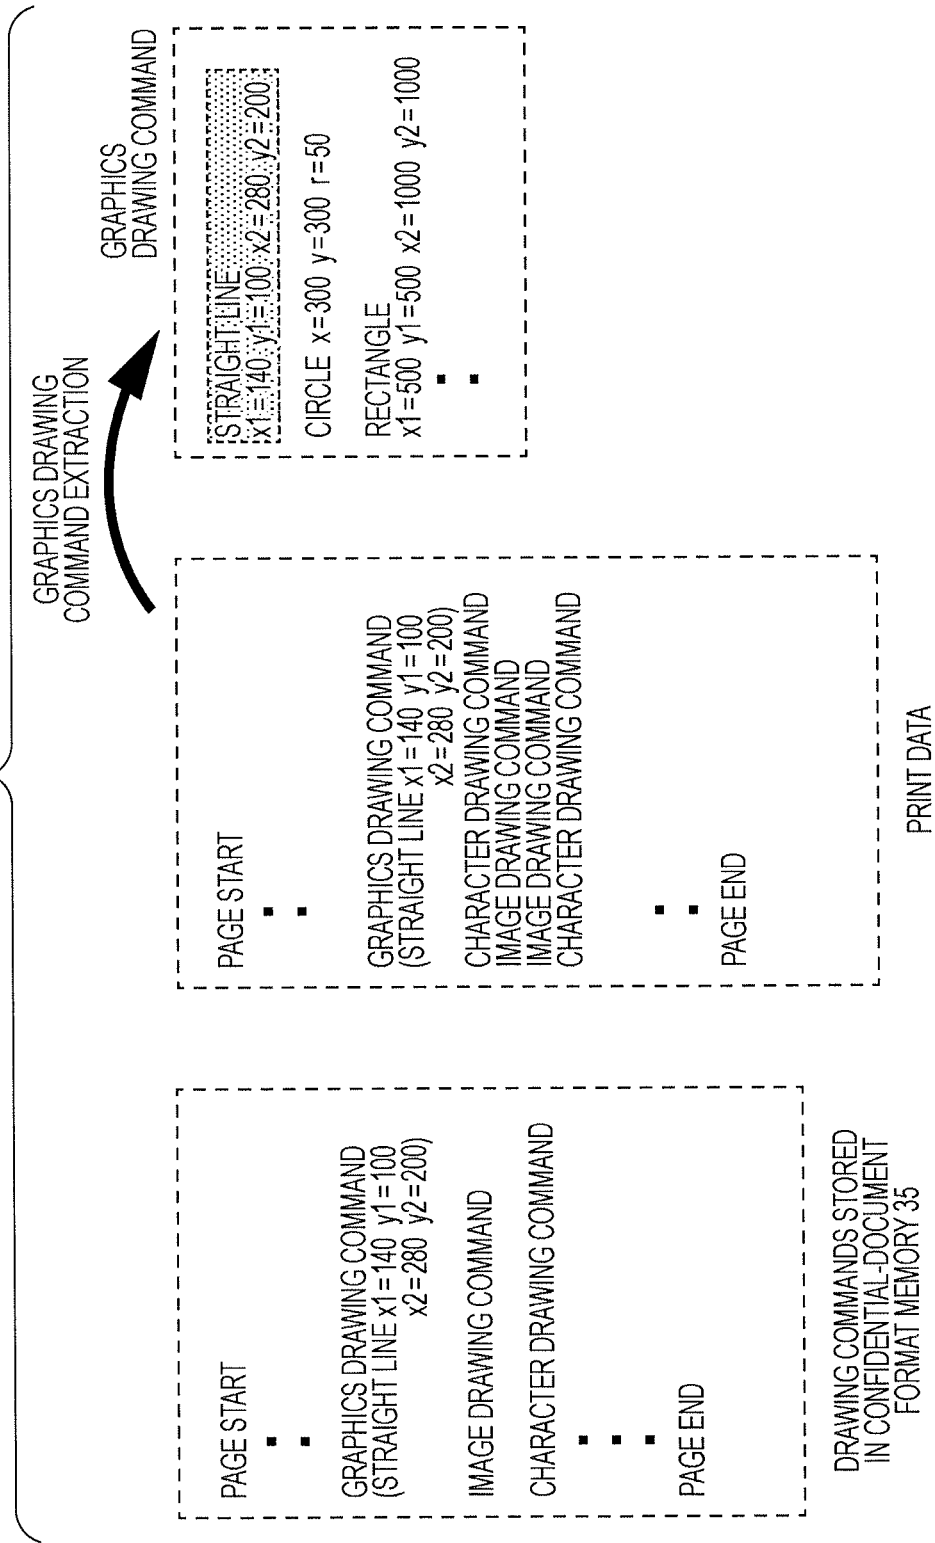 PAGE START
GRAPHICS DRAWING COMMAND
(STRAIGHT LINE x1=140 y1=100
x2=280 y2=200)
IMAGE DRAWING COMMAND
CHARACTER DRAWING COMMAND
PAGE END
DRAWING COMMANDS STORED
IN CONFIDENTIAL-DOCUMENT
FORMAT MEMORY 35
PAGE START
GRAPHICS DRAWING COMMAND
(STRAIGHT LINE x1=140 y1=100
x2=280 y2=200)
CHARACTER DRAWING COMMAND
IMAGE DRAWING COMMAND
IMAGE DRAWING COMMAND
CHARACTER DRAWING COMMAND
PAGE END
PRINT DATA
GRAPHICS DRAWING
COMMAND EXTRACTION
GRAPHICS
DRAWING COMMAND
STRAIGHT LINE
x1=140 y1=100 x2=280 y2=200
CIRCLE x=300 y=300 r=50
RECTANGLE
x1=500 y1=500 x2=1000 y2=1000